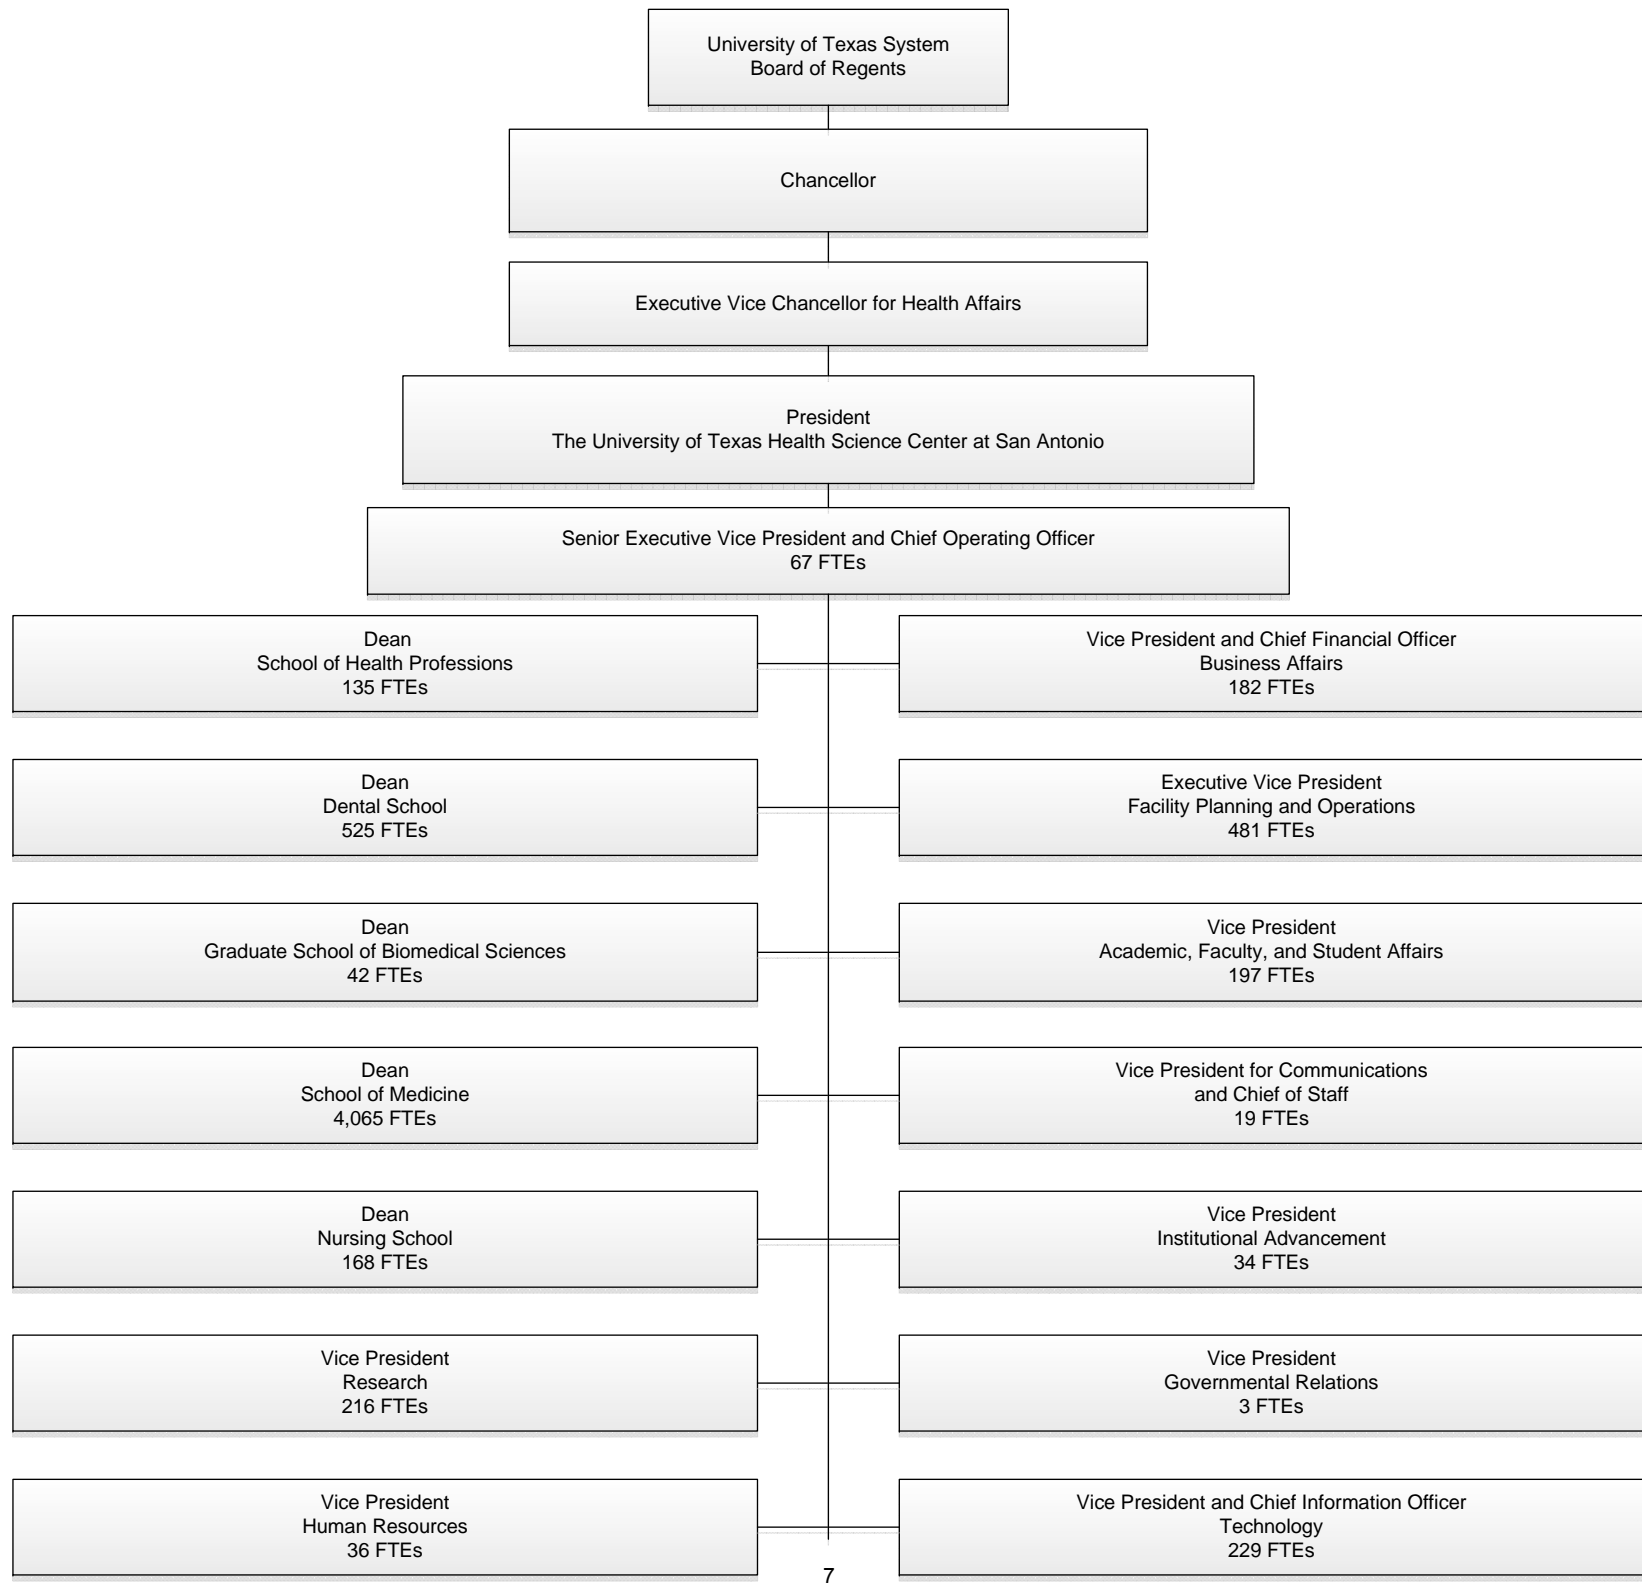 University of Texas System
Board of Regents
Chancellor
Executive Vice Chancellor for Health Affairs
President
The University of Texas Health Science Center at San Antonio
Senior Executive Vice President and Chief Operating Officer
67 FTEs
Dean
School of Health Professions
135 FTEs
Vice President and Chief Financial Officer
Business Affairs
182 FTEs
Dean
Dental School
525 FTEs
Executive Vice President
Facility Planning and Operations
481 FTEs
Dean
Graduate School of Biomedical Sciences
42 FTEs
Vice President
Academic, Faculty, and Student Affairs
197 FTEs
Dean
School of Medicine
4,065 FTEs
Vice President for Communications
and Chief of Staff
19 FTEs
Dean
Nursing School
168 FTEs
Vice President
Institutional Advancement
34 FTEs
Vice President
Research
216 FTEs
Vice President
Governmental Relations
3 FTEs
Vice President
Human Resources
36 FTEs
Vice President and Chief Information Officer
Technology
229 FTEs
7